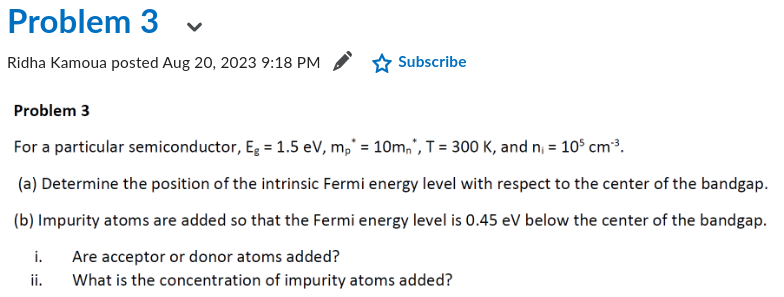 Problem 3
Ridha Kamoua posted Aug 20, 2023 9:18 PM Subscribe
Problem 3
For a particular semiconductor, E₉ = 1.5 eV, mₚ* = 10mₙ*, T = 300 K, and nᵢ = 10⁵ cm⁻³.
(a) Determine the position of the intrinsic Fermi energy level with respect to the center of the bandgap.
(b) Impurity atoms are added so that the Fermi energy level is 0.45 eV below the center of the bandgap.
i. Are acceptor or donor atoms added?
ii. What is the concentration of impurity atoms added?